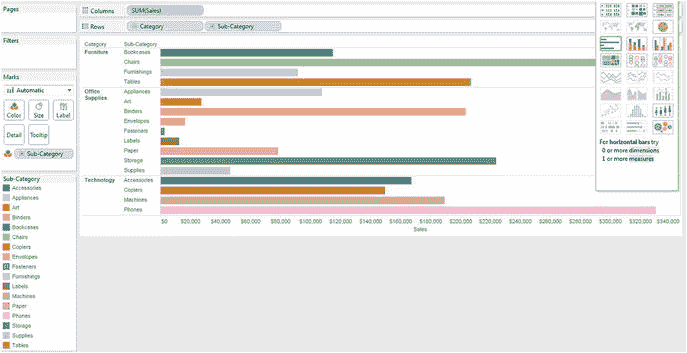 Pages
Columns
SUM(Sales)
Rows
Category
Sub-Category
Filters
Marks
Automatic
Color
Size
Label
Detail
Tooltip
Sub-Category
Sub-Category
Accessories
Appliances
Art
Binders
Bookcases
Chairs
Copiers
Envelopes
Fasteners
Furnishings
Labels
Machines
Paper
Phones
Storage
Supplies
Tables
Category Sub-Category
Furniture Bookcases
Chairs
Furnishings
Tables
Office Supplies Appliances
Art
Binders
Envelopes
Fasteners
Labels
Paper
Storage
Supplies
Technology Accessories
Copiers
Machines
Phones
$0 $20,000 $40,000 $60,000 $80,000 $100,000 $120,000 $140,000 $160,000 $180,000 $200,000 $220,000 $240,000 $260,000 $280,000 $300,000 $320,000 $340,000
Sales
For horizontal bars try
0 or more dimensions
1 or more measures